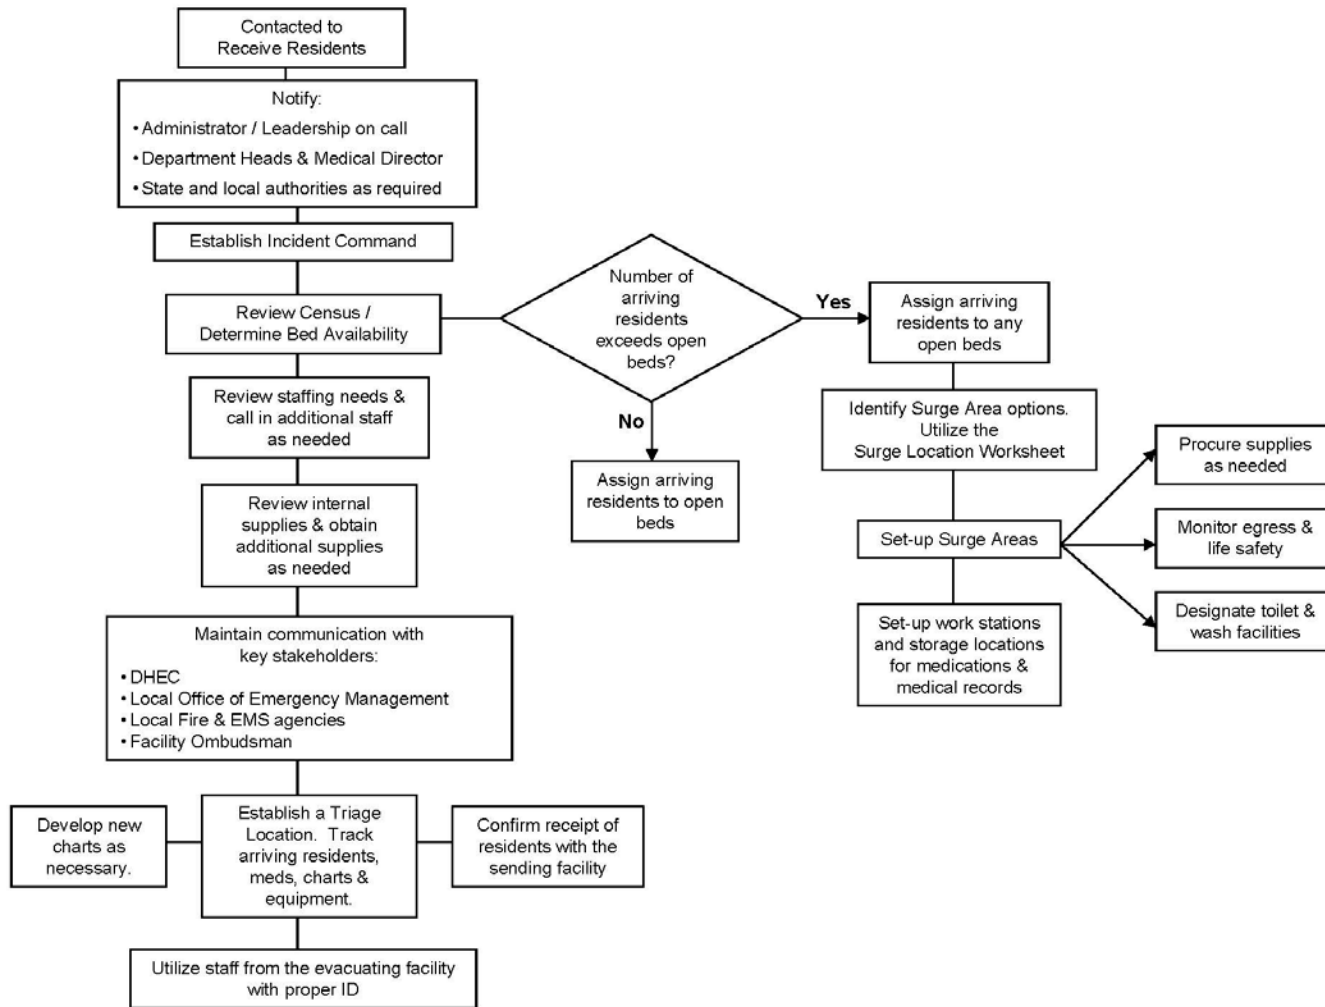 Contacted to
Receive Residents
Notify:
• Administrator / Leadership on call
• Department Heads & Medical Director
• State and local authorities as required
Establish Incident Command
Review Census /
Determine Bed Availability
Number of
arriving
residents
exceeds open
beds?
Yes
Assign arriving
residents to any
open beds
No
Assign arriving
residents to open
beds
Identify Surge Area options.
Utilize the
Surge Location Worksheet
Set-up Surge Areas
Procure supplies
as needed
Monitor egress &
life safety
Designate toilet &
wash facilities
Set-up work stations
and storage locations
for medications &
medical records
Review staffing needs &
call in additional staff
as needed
Review internal
supplies & obtain
additional supplies
as needed
Maintain communication with
key stakeholders:
• DHEC
• Local Office of Emergency Management
• Local Fire & EMS agencies
• Facility Ombudsman
Develop new
charts as
necessary.
Establish a Triage
Location. Track
arriving residents,
meds, charts &
equipment.
Confirm receipt of
residents with the
sending facility
Utilize staff from the evacuating facility
with proper ID